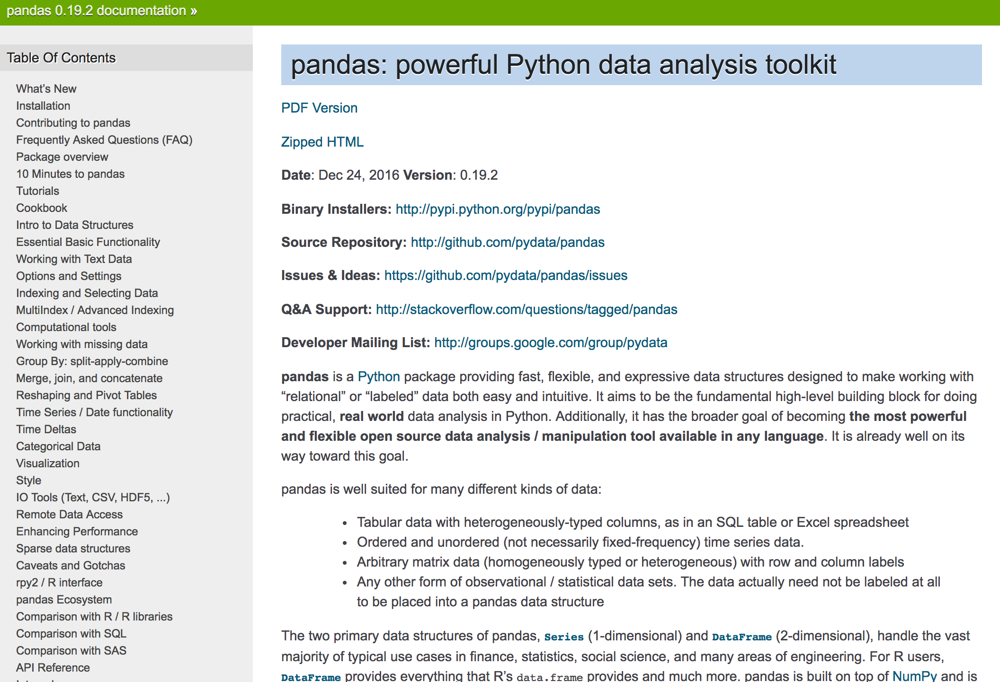 pandas 0.19.2 documentation »
Table Of Contents
What’s New
Installation
Contributing to pandas
Frequently Asked Questions (FAQ)
Package overview
10 Minutes to pandas
Tutorials
Cookbook
Intro to Data Structures
Essential Basic Functionality
Working with Text Data
Options and Settings
Indexing and Selecting Data
MultiIndex / Advanced Indexing
Computational tools
Working with missing data
Group By: split-apply-combine
Merge, join, and concatenate
Reshaping and Pivot Tables
Time Series / Date functionality
Time Deltas
Categorical Data
Visualization
Style
IO Tools (Text, CSV, HDF5, ...)
Remote Data Access
Enhancing Performance
Sparse data structures
Caveats and Gotchas
rpy2 / R interface
pandas Ecosystem
Comparison with R / R libraries
Comparison with SQL
Comparison with SAS
API Reference
pandas: powerful Python data analysis toolkit
PDF Version
Zipped HTML
Date: Dec 24, 2016 Version: 0.19.2
Binary Installers: http://pypi.python.org/pypi/pandas
Source Repository: http://github.com/pydata/pandas
Issues & Ideas: https://github.com/pydata/pandas/issues
Q&A Support: http://stackoverflow.com/questions/tagged/pandas
Developer Mailing List: http://groups.google.com/group/pydata
pandas is a Python package providing fast, flexible, and expressive data structures designed to make working with
“relational” or “labeled” data both easy and intuitive. It aims to be the fundamental high-level building block for doing
practical, real world data analysis in Python. Additionally, it has the broader goal of becoming the most powerful
and flexible open source data analysis / manipulation tool available in any language. It is already well on its
way toward this goal.
pandas is well suited for many different kinds of data:
• Tabular data with heterogeneously-typed columns, as in an SQL table or Excel spreadsheet
• Ordered and unordered (not necessarily fixed-frequency) time series data.
• Arbitrary matrix data (homogeneously typed or heterogeneous) with row and column labels
• Any other form of observational / statistical data sets. The data actually need not be labeled at all
to be placed into a pandas data structure
The two primary data structures of pandas, Series (1-dimensional) and DataFrame (2-dimensional), handle the vast
majority of typical use cases in finance, statistics, social science, and many areas of engineering. For R users,
DataFrame provides everything that R’s data.frame provides and much more. pandas is built on top of NumPy and is